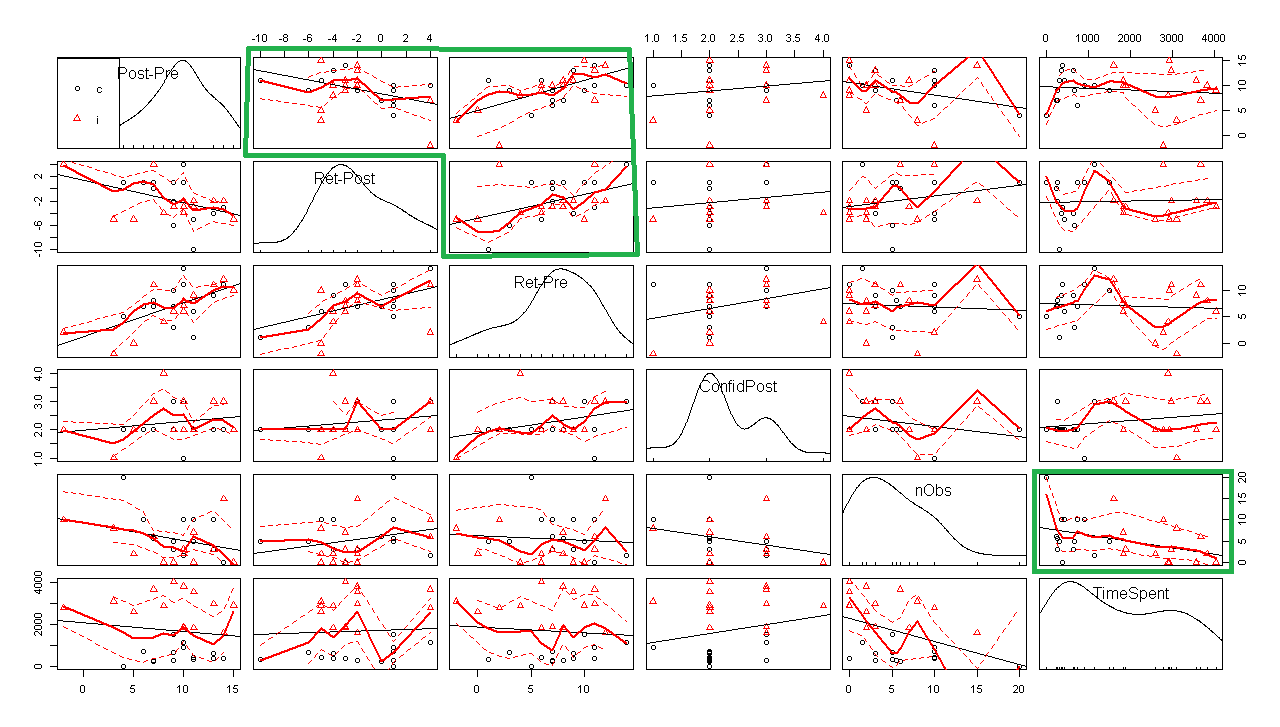 -10 -8 -6 -4 -2 0 2 4
1.0 1.5 2.0 2.5 3.0 3.5 4.0
0 1000 2000 3000 4000
Post-Pre
c
i
0 5 10 15
Ret-Post
-10 -6 -2 2
Ret-Pre
0 5 10
ConfidPost
1.0 2.0 3.0 4.0
nObs
0 5 10 15 20
TimeSpent
0 2000 4000
0 5 10 15
0 5 10
0 5 10 15 20